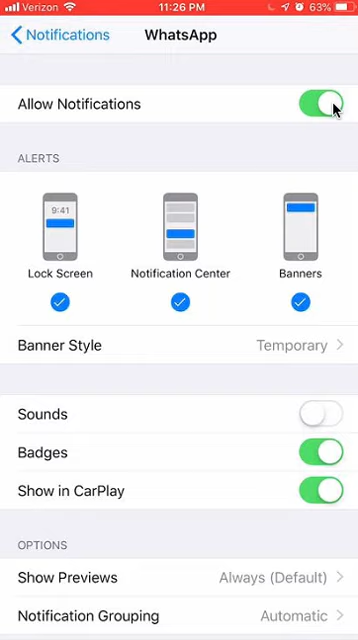 Verizon 11:26 PM 63%
Notifications WhatsApp
Allow Notifications
ALERTS
9:41
Lock Screen Notification Center Banners
Banner Style Temporary
Sounds
Badges
Show in CarPlay
OPTIONS
Show Previews Always (Default)
Notification Grouping Automatic